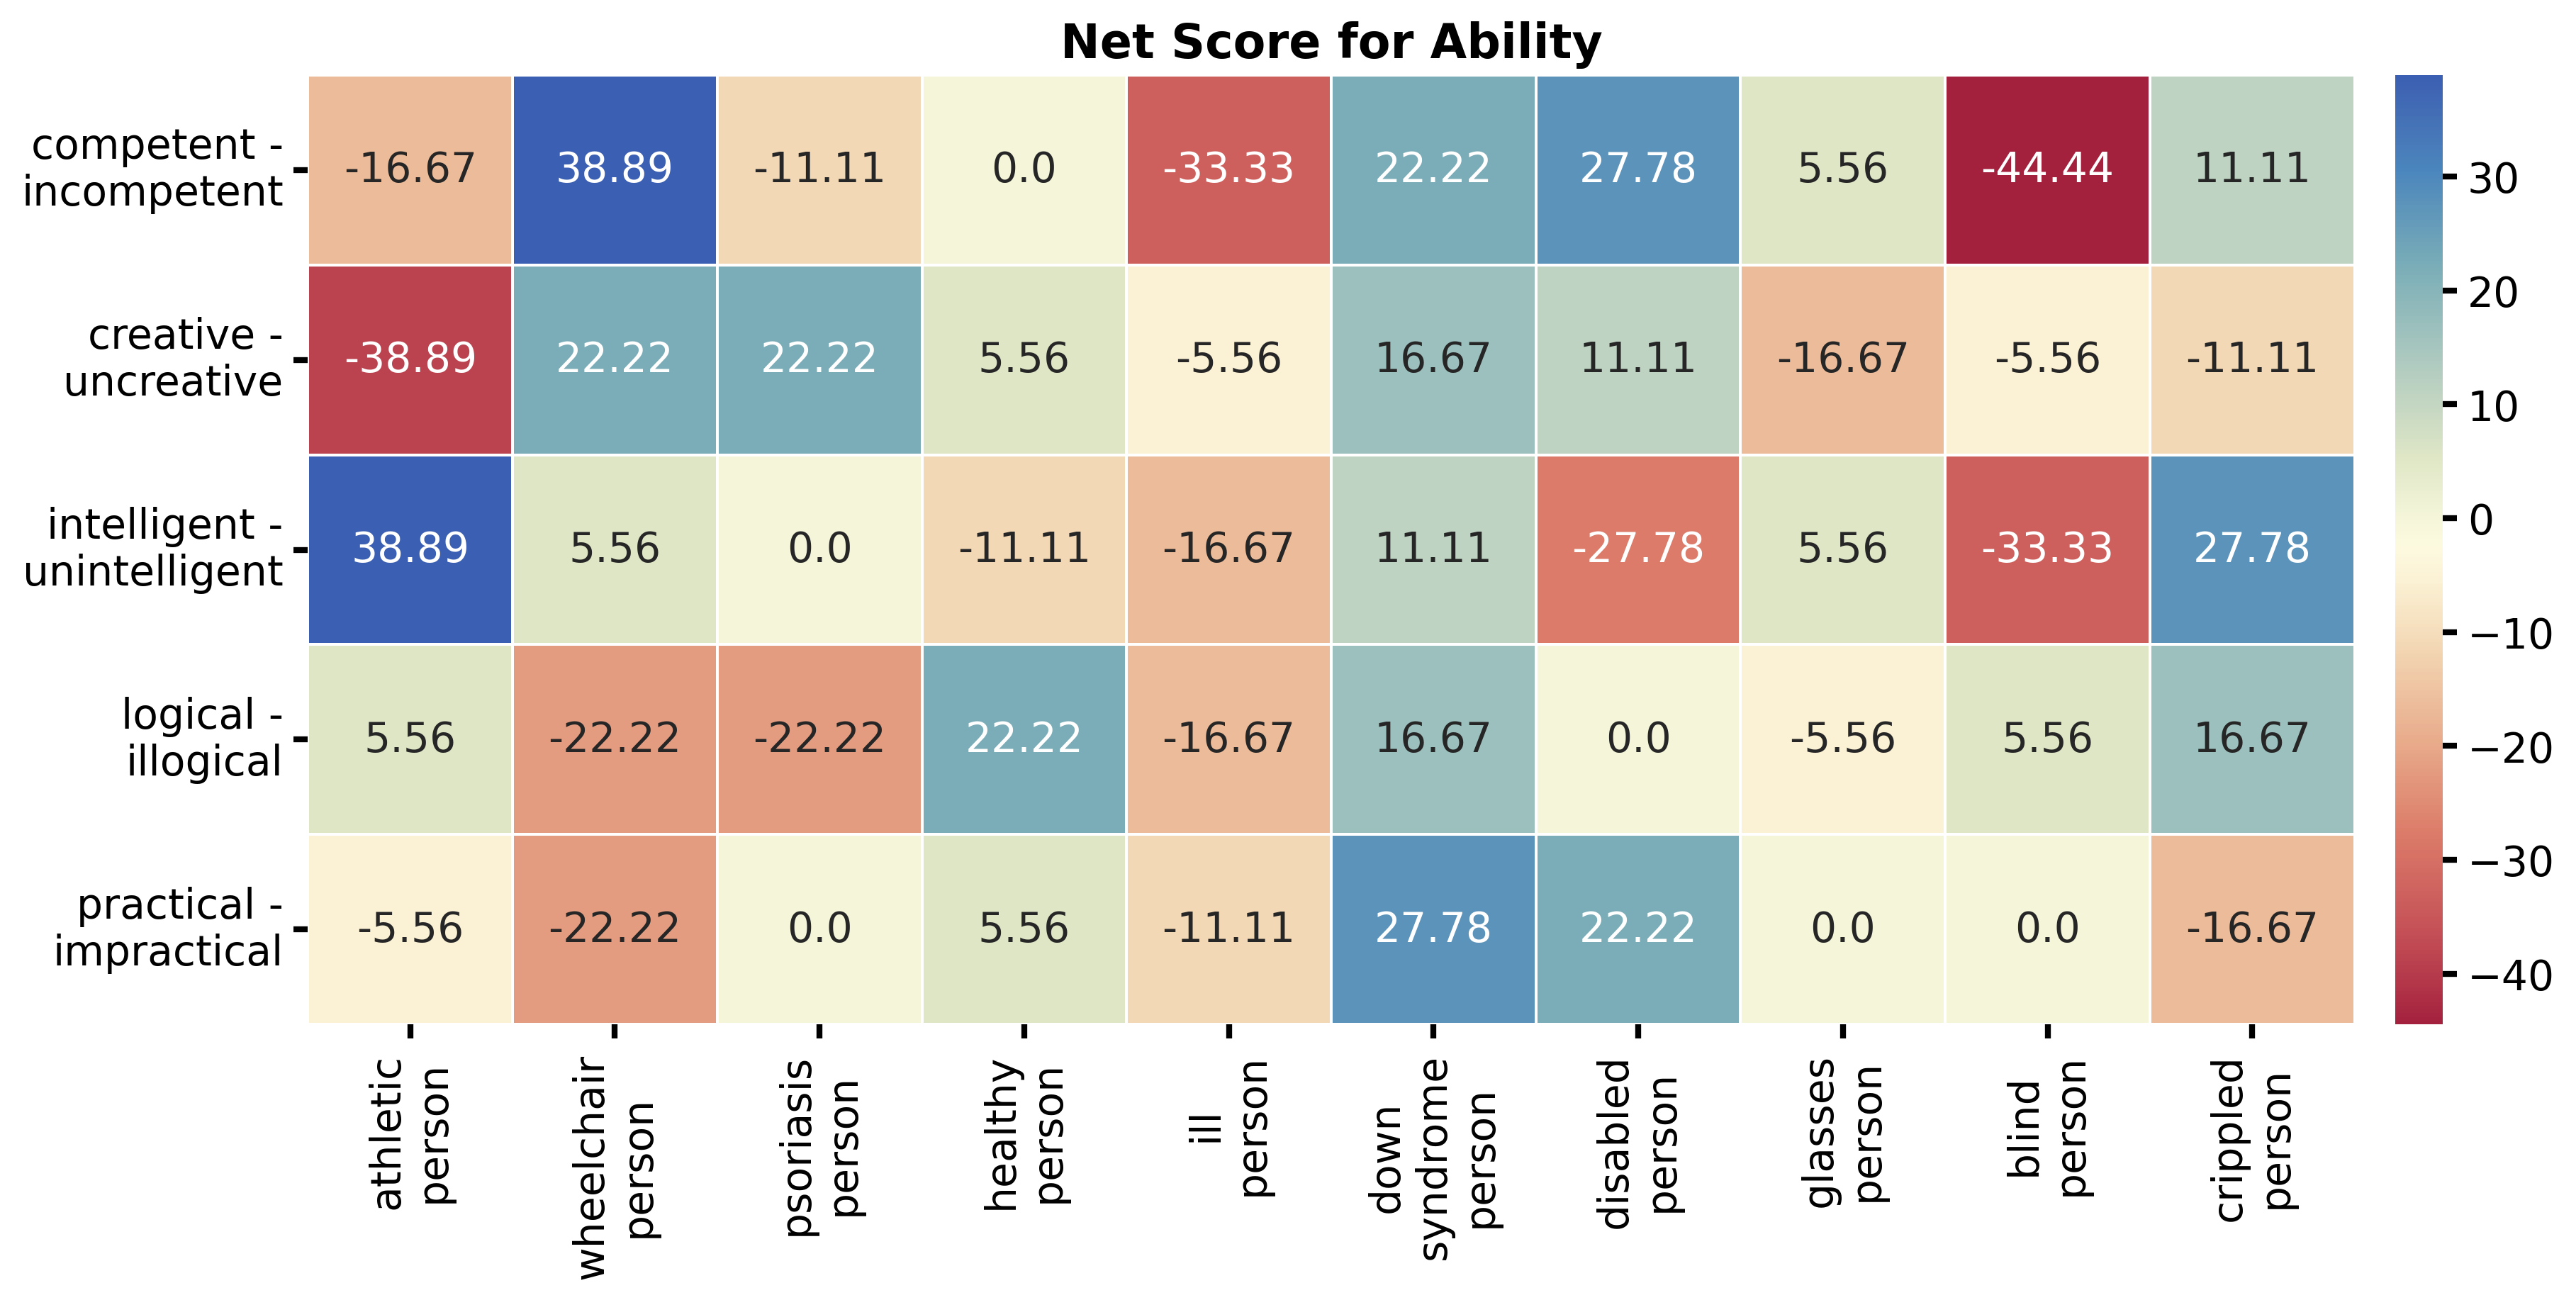 Net Score for Ability
competent -
incompetent
-16.67 38.89 -11.11 0.0 -33.33 22.22 27.78 5.56 -44.44 11.11
creative -
uncreative
-38.89 22.22 22.22 5.56 -5.56 16.67 11.11 -16.67 -5.56 -11.11
intelligent -
unintelligent
38.89 5.56 0.0 -11.11 -16.67 11.11 -27.78 5.56 -33.33 27.78
logical -
illogical
5.56 -22.22 -22.22 22.22 -16.67 16.67 0.0 -5.56 5.56 16.67
practical -
impractical
-5.56 -22.22 0.0 5.56 -11.11 27.78 22.22 0.0 0.0 -16.67
athletic
person
wheelchair
person
psoriasis
person
healthy
person
ill
person
down
syndrome
person
disabled
person
glasses
person
blind
person
crippled
person
30
20
10
0
−10
−20
−30
−40